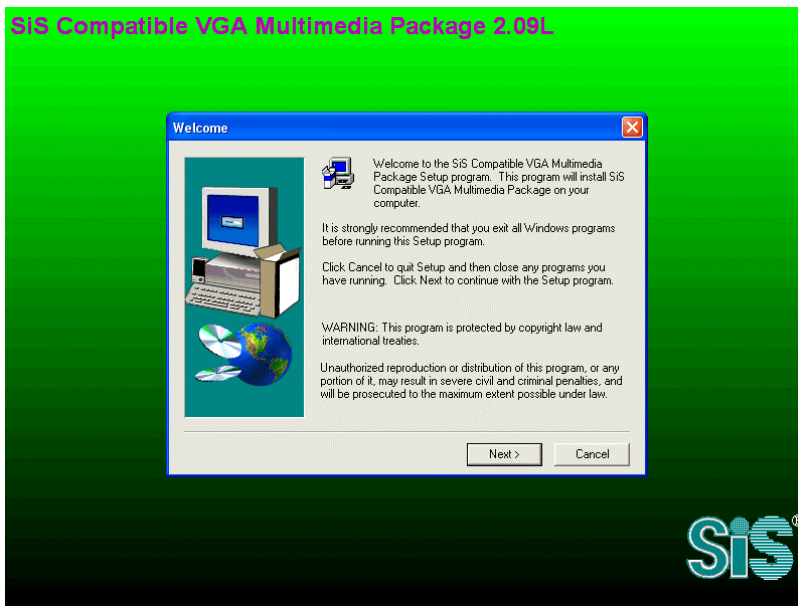 SiS Compatible VGA Multimedia Package 2.09L
Welcome
Welcome to the SiS Compatible VGA Multimedia
Package Setup program. This program will install SiS
Compatible VGA Multimedia Package on your
computer.
It is strongly recommended that you exit all Windows programs
before running this Setup program.
Click Cancel to quit Setup and then close any programs you
have running. Click Next to continue with the Setup program.
WARNING: This program is protected by copyright law and
international treaties.
Unauthorized reproduction or distribution of this program, or any
portion of it, may result in severe civil and criminal penalties, and
will be prosecuted to the maximum extent possible under law.
Next >
Cancel
SiS®